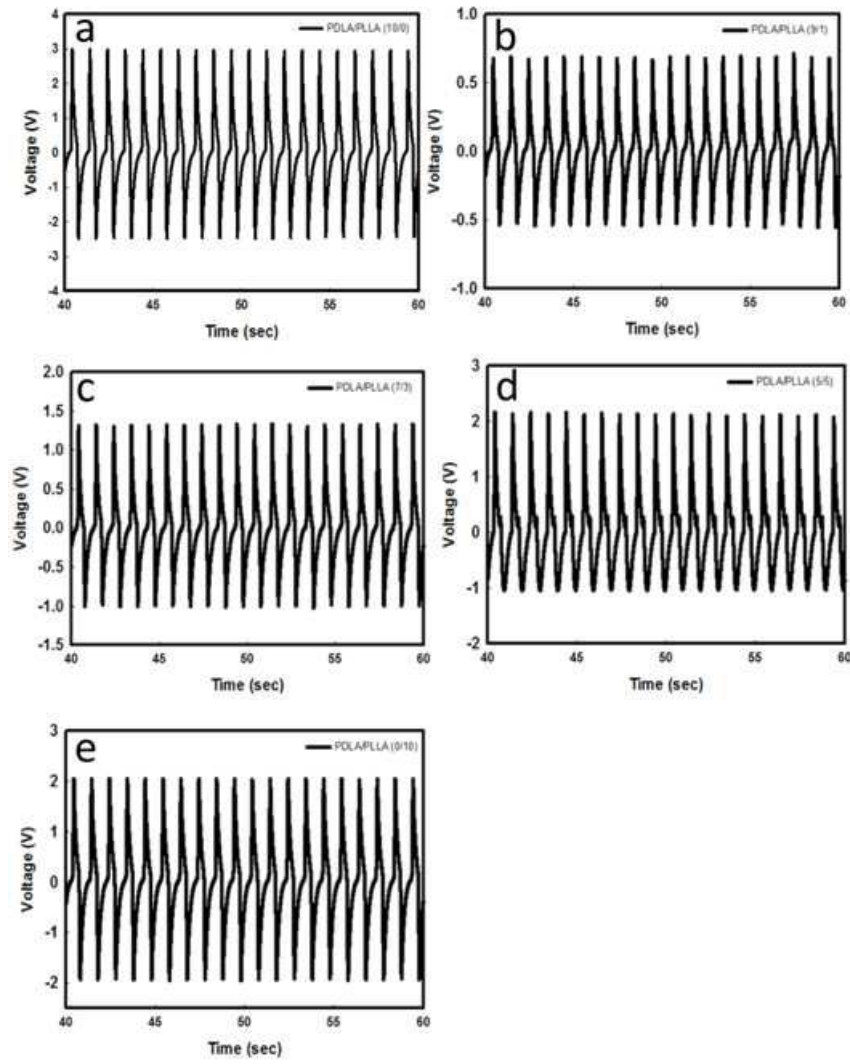 a
PDLA/PLLA (10/0)
4
3
2
1
0
-1
-2
-3
-4
Voltage (V)
40 45 50 55 60
Time (sec)
b
PDLA/PLLA (9/1)
1.0
0.5
0.0
-0.5
-1.0
Voltage (V)
40 45 50 55 60
Time (sec)
c
PDLA/PLLA (7/3)
2.0
1.5
1.0
0.5
0.0
-0.5
-1.0
-1.5
Voltage (V)
40 45 50 55 60
Time (sec)
d
PDLA/PLLA (5/5)
3
2
1
0
-1
-2
Voltage (V)
40 45 50 55 60
Time (sec)
e
PDLA/PLLA (0/10)
3
2
1
0
-1
-2
Voltage (V)
40 45 50 55 60
Time (sec)